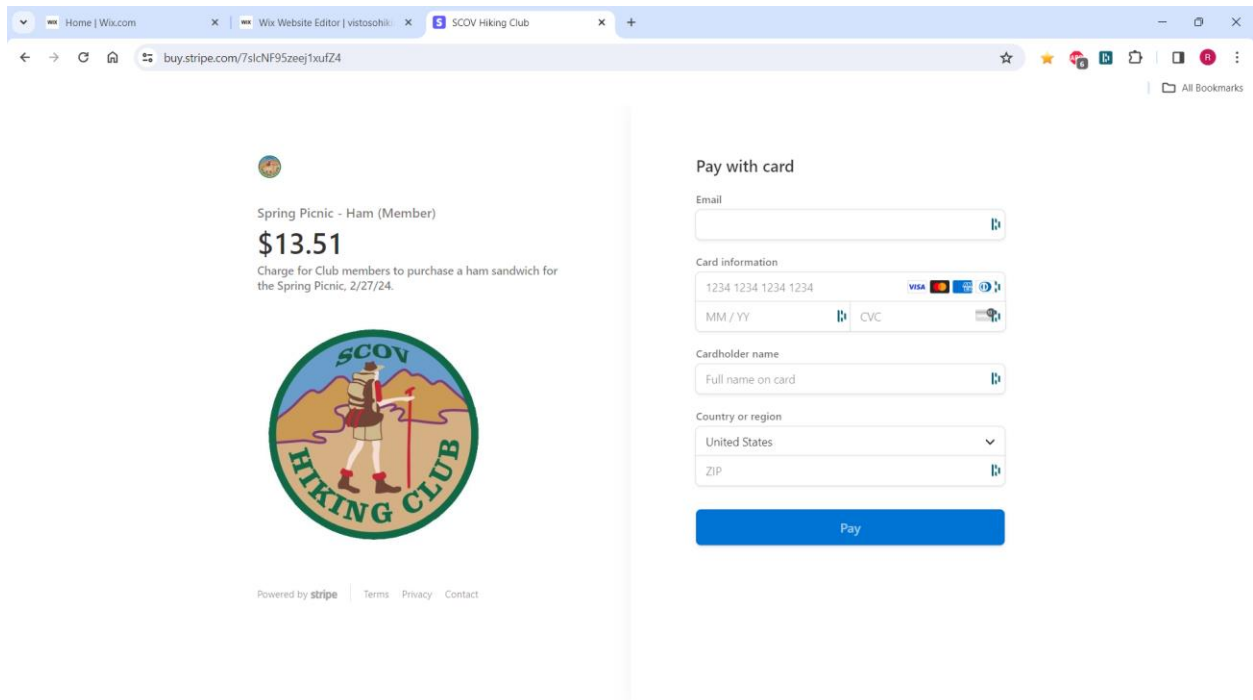 Home | Wix.com
Wix Website Editor | vistosohiki
SCOV Hiking Club
buy.stripe.com/7slcNF95zeej1xufZ4
6
R
All Bookmarks
Spring Picnic - Ham (Member)
$13.51
Charge for Club members to purchase a ham sandwich for
the Spring Picnic, 2/27/24.
SCOV
HIKING CLUB
Powered by stripe
Terms Privacy Contact
Pay with card
Email
Card information
1234 1234 1234 1234
VISA
MM / YY
CVC
Cardholder name
Full name on card
Country or region
United States
ZIP
Pay